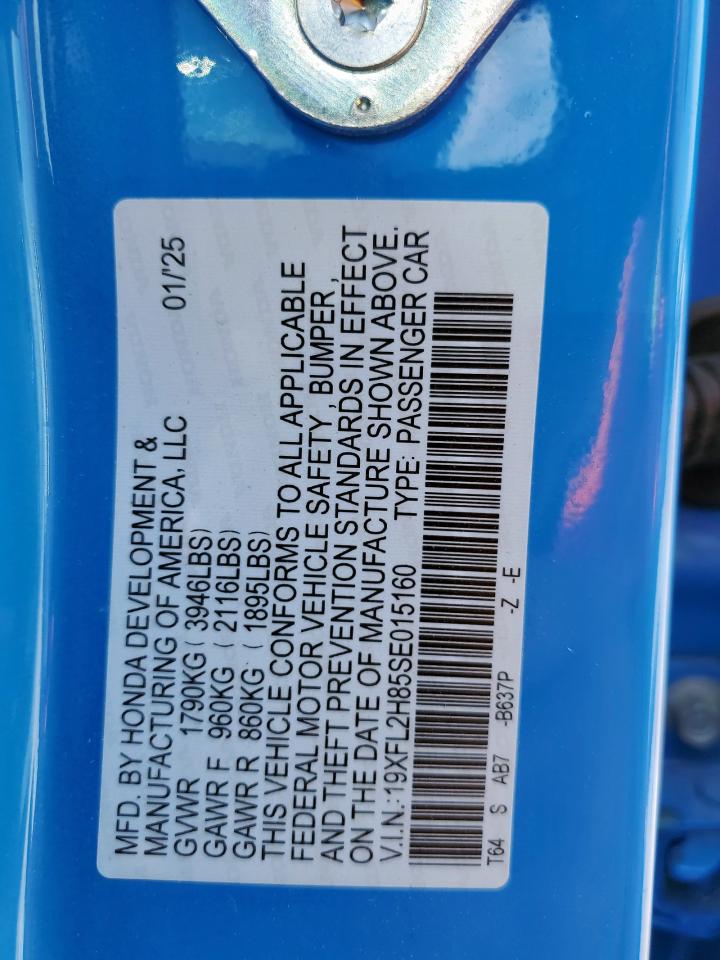 MFD. BY HONDA DEVELOPMENT &
MANUFACTURING OF AMERICA, LLC 01/'25
GVWR 1790KG ( 3946LBS)
GAWR F 960KG ( 2116LBS)
GAWR R 860KG ( 1895LBS)
THIS VEHICLE CONFORMS TO ALL APPLICABLE
FEDERAL MOTOR VEHICLE SAFETY , BUMPER ,
AND THEFT PREVENTION STANDARDS IN EFFECT
ON THE DATE OF MANUFACTURE SHOWN ABOVE.
V.I.N.:19XFL2H85SE015160 TYPE: PASSENGER CAR
T64 S AB7 -B637P -Z -E